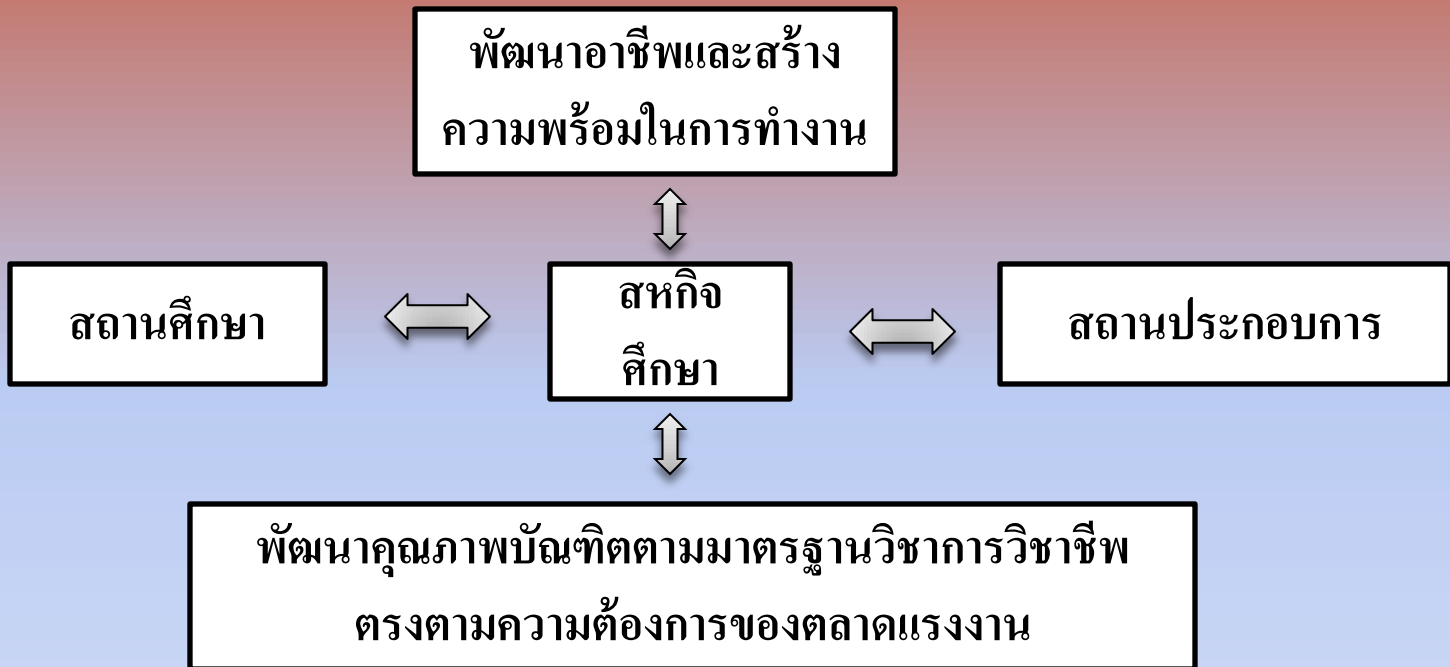 พัฒนาอาชีพและสร้าง
ความพร้อมในการทำงาน
สถานศึกษา
สหกิจ
ศึกษา
สถานประกอบการ
พัฒนาคุณภาพบัณฑิตตามมาตรฐานวิชาการวิชาชีพ
ตรงตามความต้องการของตลาดแรงงาน